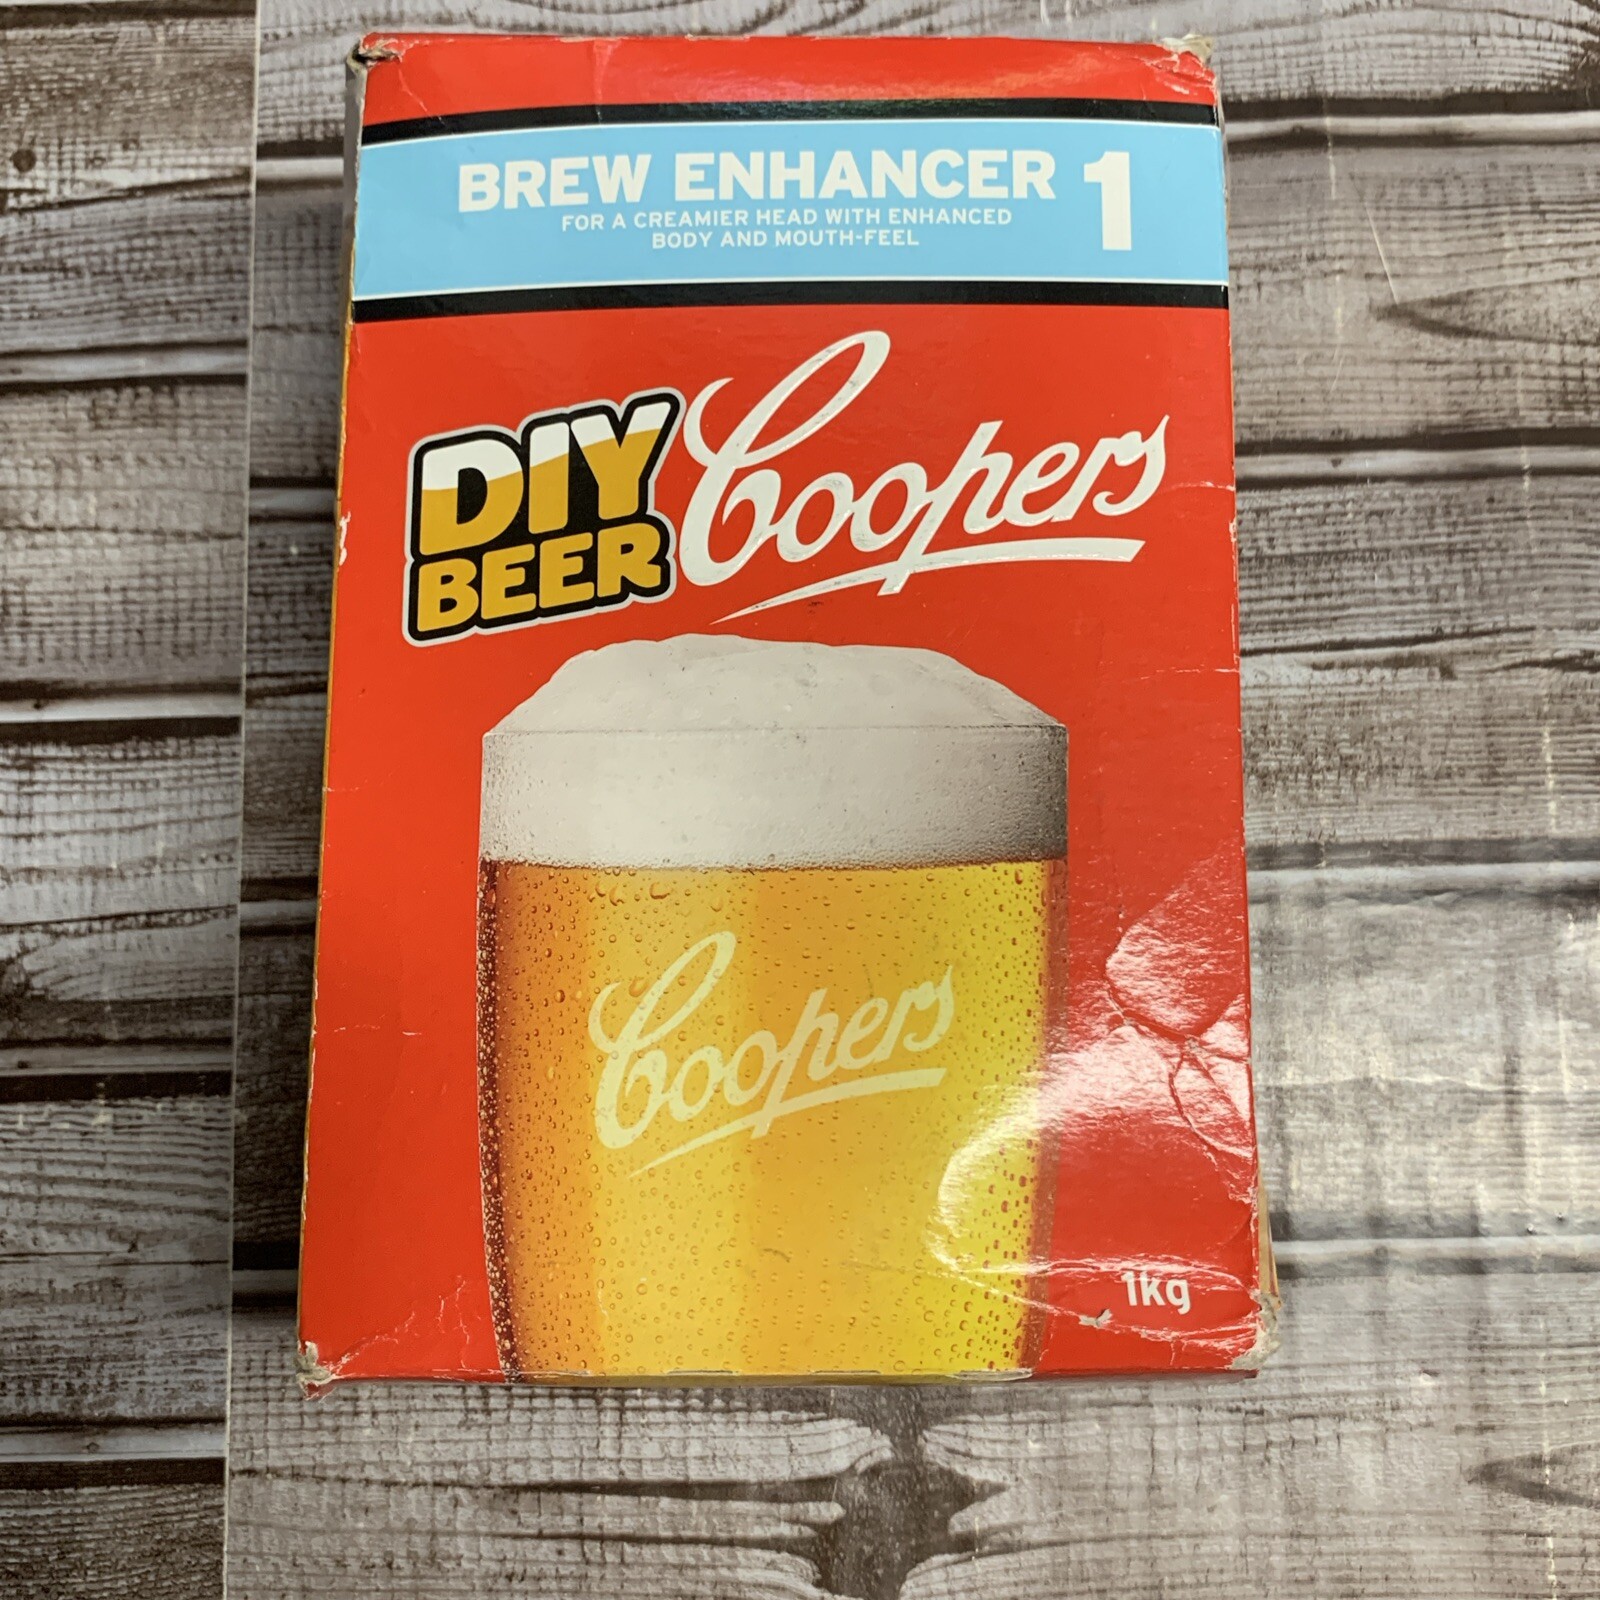 BREW ENHANCER 1
FOR A CREAMIER HEAD WITH ENHANCED
BODY AND MOUTH-FEEL
DIY
BEER
Coopers
Coopers
1kg